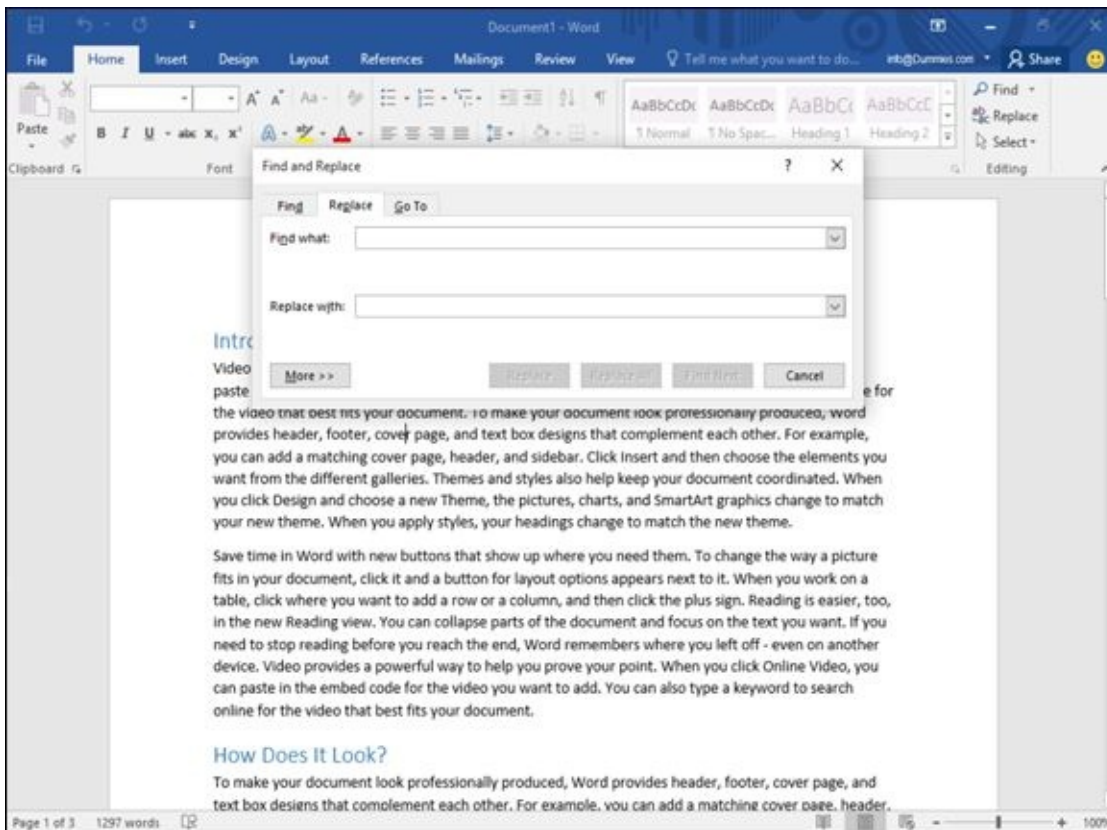 Document1 - Word
File Home Insert Design Layout References Mailings Review View Tell me what you want to do... info@Dummies.com Share
Paste
Clipboard
B I U abc x₂ x² A A
Font
Aa
AaBbCcDc AaBbCcDc AaBbCc AaBbCcD
¶ Normal ¶ No Spac... Heading 1 Heading 2
Find
Replace
Select
Editing
Find and Replace ? X
Find Replace Go To
Find what:
Replace with:
More >> Replace Replace All Find Next Cancel
Intro
Video
paste e for
the video that best fits your document. To make your document look professionally produced, Word
provides header, footer, cover page, and text box designs that complement each other. For example,
you can add a matching cover page, header, and sidebar. Click Insert and then choose the elements you
want from the different galleries. Themes and styles also help keep your document coordinated. When
you click Design and choose a new Theme, the pictures, charts, and SmartArt graphics change to match
your new theme. When you apply styles, your headings change to match the new theme.
Save time in Word with new buttons that show up where you need them. To change the way a picture
fits in your document, click it and a button for layout options appears next to it. When you work on a
table, click where you want to add a row or a column, and then click the plus sign. Reading is easier, too,
in the new Reading view. You can collapse parts of the document and focus on the text you want. If you
need to stop reading before you reach the end, Word remembers where you left off - even on another
device. Video provides a powerful way to help you prove your point. When you click Online Video, you
can paste in the embed code for the video you want to add. You can also type a keyword to search
online for the video that best fits your document.
How Does It Look?
To make your document look professionally produced, Word provides header, footer, cover page, and
text box designs that complement each other. For example, you can add a matching cover page, header,
Page 1 of 3 1297 words 100%